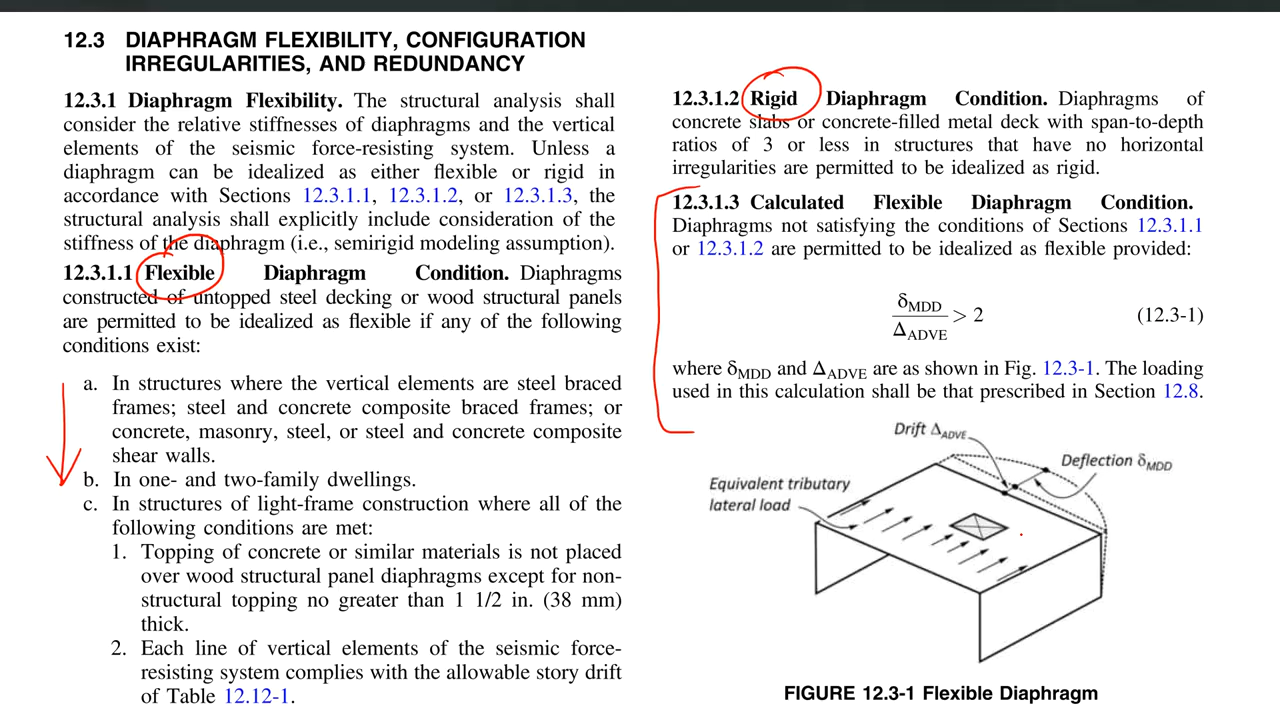 12.3 DIAPHRAGM FLEXIBILITY, CONFIGURATION
IRREGULARITIES, AND REDUNDANCY
12.3.1 Diaphragm Flexibility. The structural analysis shall
consider the relative stiffnesses of diaphragms and the vertical
elements of the seismic force-resisting system. Unless a
diaphragm can be idealized as either flexible or rigid in
accordance with Sections 12.3.1.1, 12.3.1.2, or 12.3.1.3, the
structural analysis shall explicitly include consideration of the
stiffness of the diaphragm (i.e., semirigid modeling assumption).
12.3.1.1 Flexible Diaphragm Condition. Diaphragms
constructed of untopped steel decking or wood structural panels
are permitted to be idealized as flexible if any of the following
conditions exist:
a. In structures where the vertical elements are steel braced
frames; steel and concrete composite braced frames; or
concrete, masonry, steel, or steel and concrete composite
shear walls.
b. In one- and two-family dwellings.
c. In structures of light-frame construction where all of the
following conditions are met:
1. Topping of concrete or similar materials is not placed
over wood structural panel diaphragms except for non-
structural topping no greater than 1 1/2 in. (38 mm)
thick.
2. Each line of vertical elements of the seismic force-
resisting system complies with the allowable story drift
of Table 12.12-1.
12.3.1.2 Rigid Diaphragm Condition. Diaphragms of
concrete slabs or concrete-filled metal deck with span-to-depth
ratios of 3 or less in structures that have no horizontal
irregularities are permitted to be idealized as rigid.
12.3.1.3 Calculated Flexible Diaphragm Condition.
Diaphragms not satisfying the conditions of Sections 12.3.1.1
or 12.3.1.2 are permitted to be idealized as flexible provided:
δMDD
ΔADVE > 2 (12.3-1)
where δMDD and ΔADVE are as shown in Fig. 12.3-1. The loading
used in this calculation shall be that prescribed in Section 12.8.
Drift ΔADVE
Deflection δMDD
Equivalent tributary
lateral load
FIGURE 12.3-1 Flexible Diaphragm